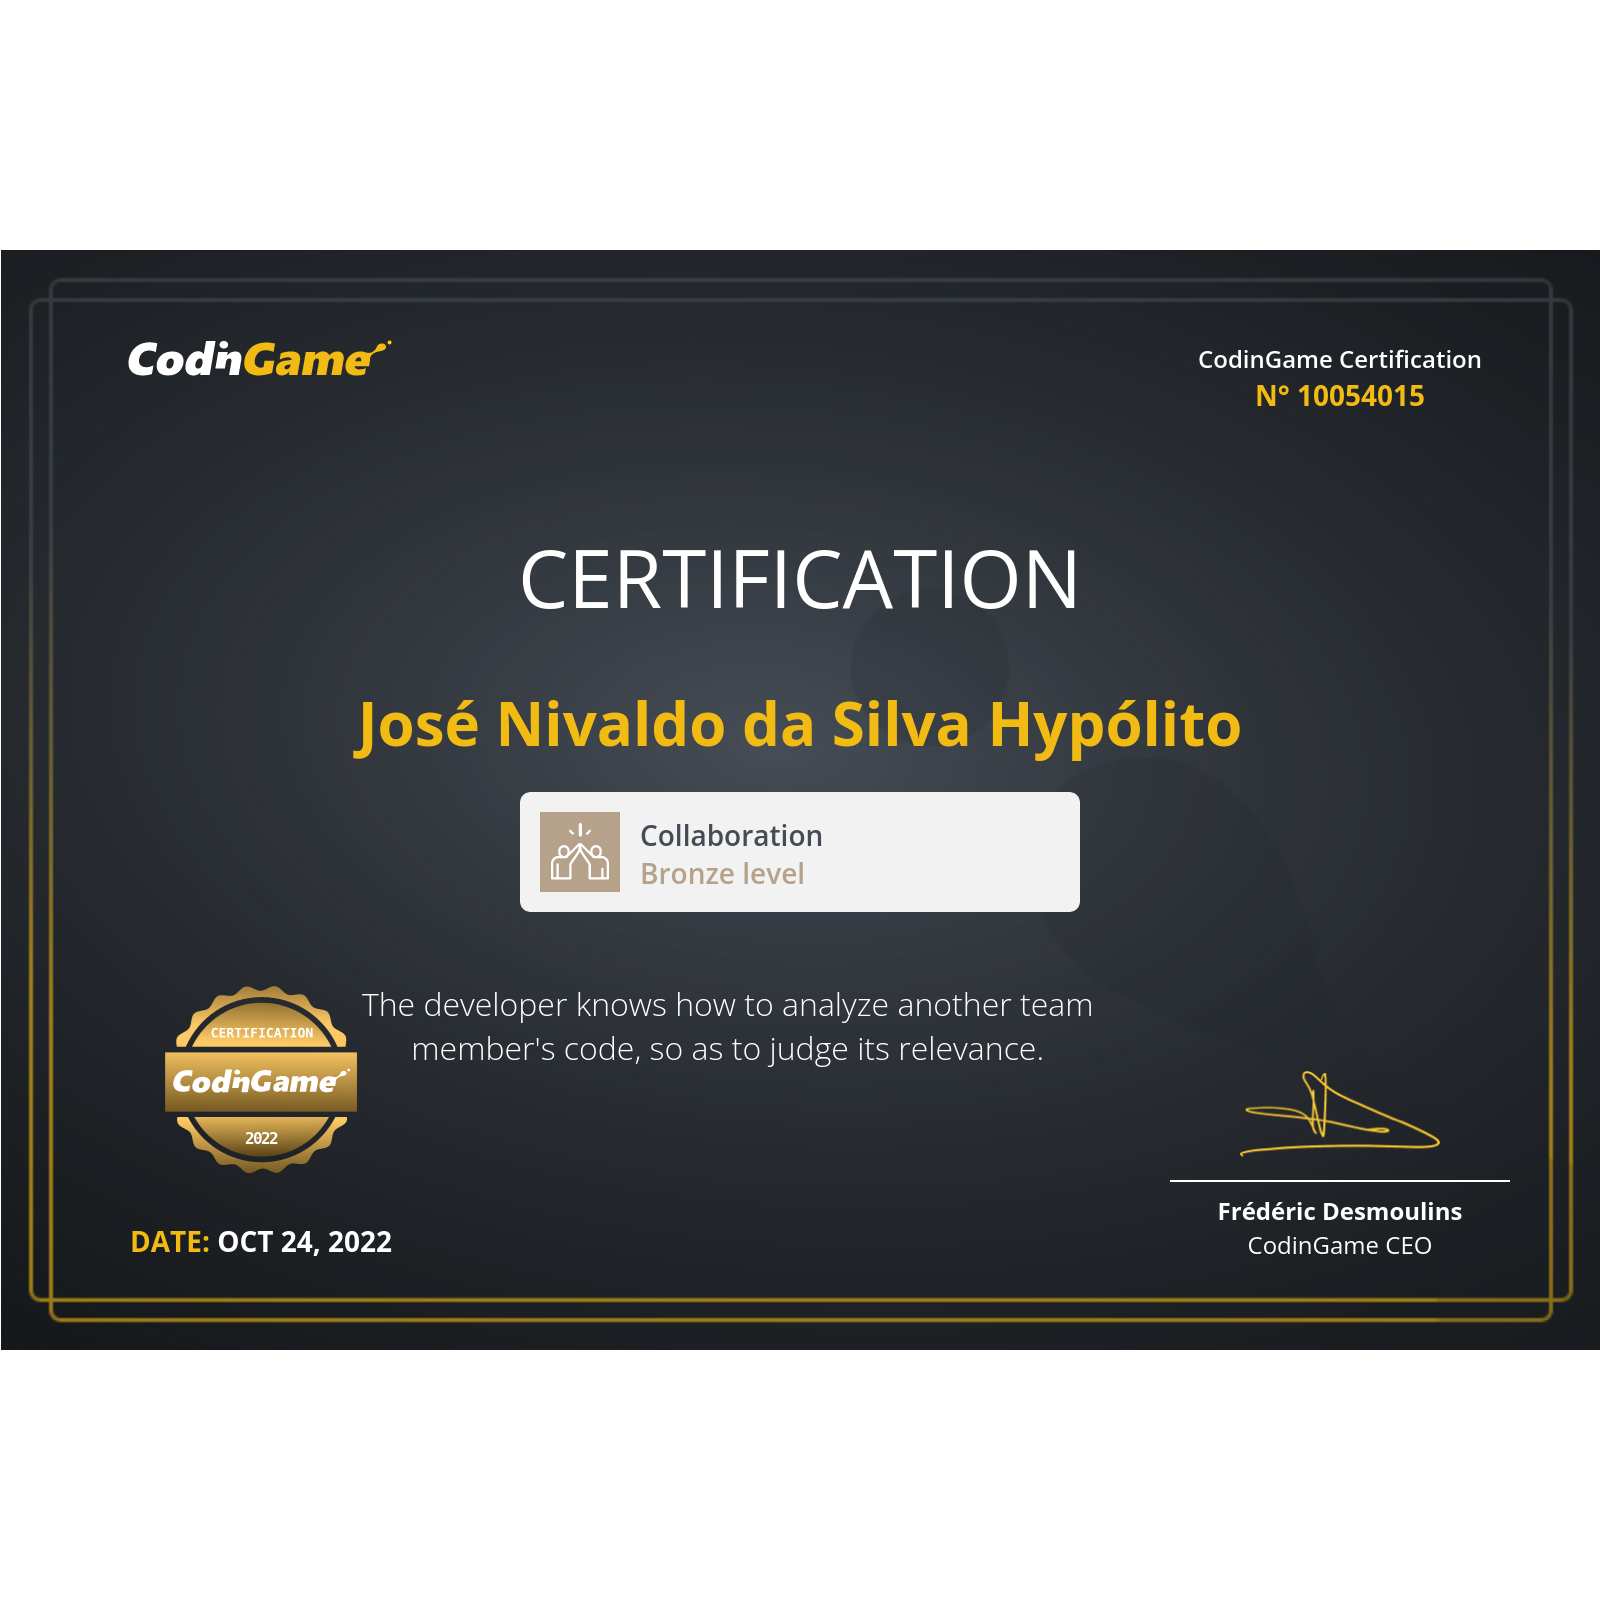 CodinGame
CodinGame Certification
N° 10054015
CERTIFICATION
José Nivaldo da Silva Hypólito
Collaboration
Bronze level
The developer knows how to analyze another team
member's code, so as to judge its relevance.
CERTIFICATION
CodinGame
2022
DATE: OCT 24, 2022
Frédéric Desmoulins
CodinGame CEO